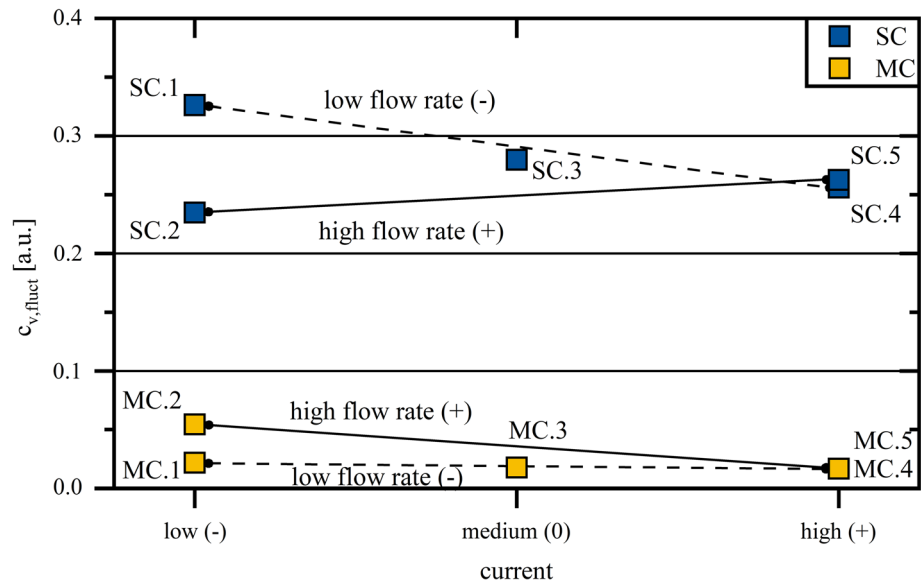 0.4
SC
MC
SC.1
low flow rate (-)
0.3
SC.3
SC.5
SC.4
SC.2
high flow rate (+)
0.2
c_v,fluct [a.u.]
0.1
MC.2
high flow rate (+)
MC.3
MC.5
MC.1
low flow rate (-)
MC.4
0.0
low (-)
medium (0)
high (+)
current